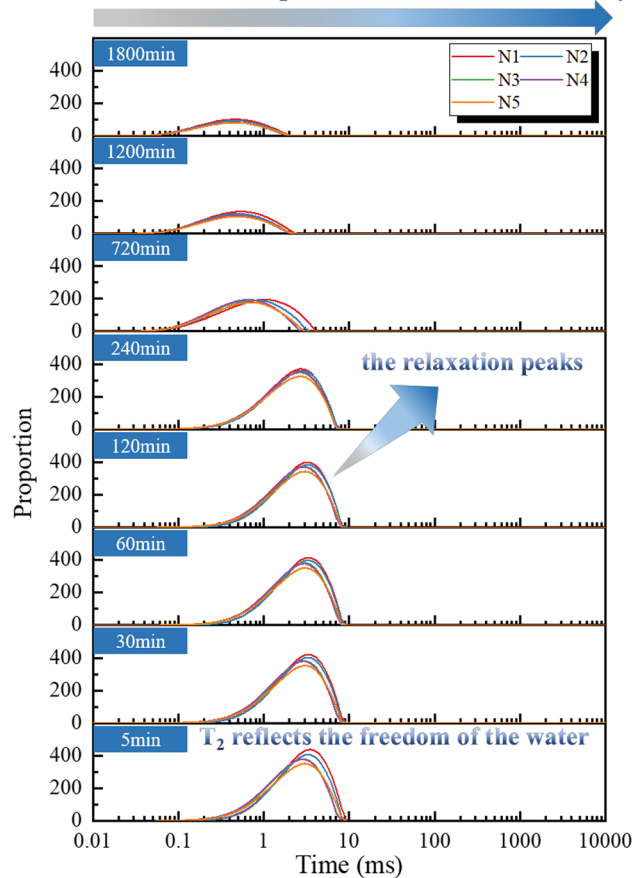 1800min
400
200
0
N1
N2
N3
N4
N5
1200min
400
200
0
720min
400
200
0
240min
400
200
0
the relaxation peaks
120min
400
200
0
60min
400
200
0
30min
400
200
0
5min
T2 reflects the freedom of the water
400
200
0
0.01 0.1 1 10 100 1000 10000
Time (ms)
Proportion